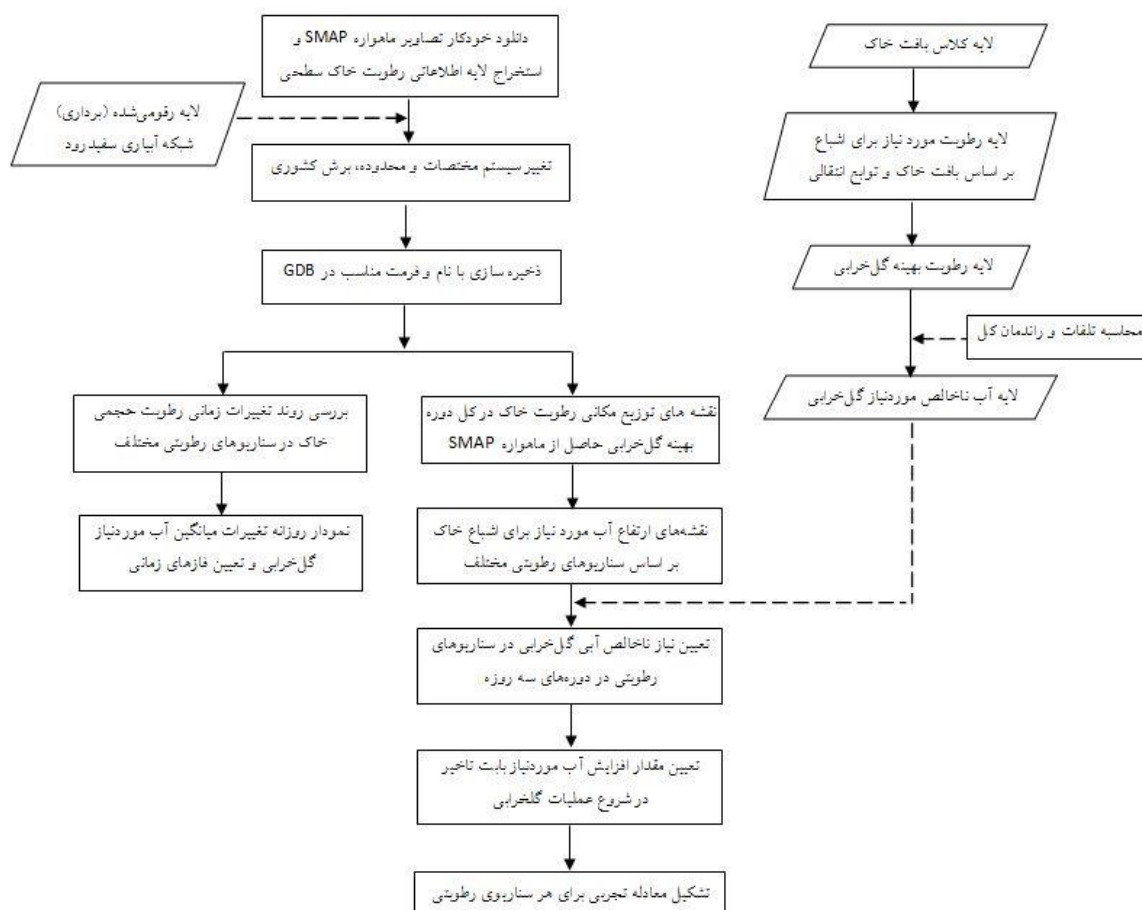 دانلود خودکار تصاویر ماهواره SMAP و
استخراج لایه اطلاعاتی رطوبت خاک سطحی
لایه رقومی‌شده (برداری)
شبکه آبیاری سفیدرود
تغییر سیستم مختصات و محدوده، برش کشوری
ذخیره سازی با نام و فرمت مناسب در GDB
بررسی روند تغییرات زمانی رطوبت حجمی
خاک در سناریوهای رطوبتی مختلف
نمودار روزانه تغییرات میانگین آب موردنیاز
گل‌خرابی و تعیین فازهای زمانی
نقشه های توزیع مکانی رطوبت خاک در کل دوره
بهینه گل‌خرابی حاصل از ماهواره SMAP
نقشه‌های ارتفاع آب مورد نیاز برای اشباع خاک
بر اساس سناریوهای رطوبتی مختلف
لایه کلاس بافت خاک
لایه رطوبت مورد نیاز برای اشباع
بر اساس بافت خاک و توابع انتقالی
لایه رطوبت بهینه گل‌خرابی
محاسبه تلفات و راندمان کل
لایه آب ناخالص موردنیاز گل‌خرابی
تعیین نیاز ناخالص آبی گل‌خرابی در سناریوهای
رطوبتی در دوره‌های سه روزه
تعیین مقدار افزایش آب موردنیاز بابت تاخیر
در شروع عملیات گلخرابی
تشکیل معادله تجربی برای هر سناریوی رطوبتی